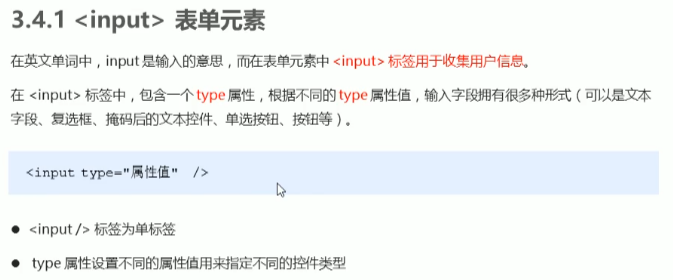 3.4.1 <input> 表单元素
在英文单词中，input 是输入的意思，而在表单元素中 <input> 标签用于收集用户信息。
在 <input> 标签中，包含一个 type 属性，根据不同的 type 属性值，输入字段拥有很多种形式（可以是文本
字段、复选框、掩码后的文本控件、单选按钮、按钮等）。
<input type="属性值" />
● <input /> 标签为单标签
● type 属性设置不同的属性值用来指定不同的控件类型